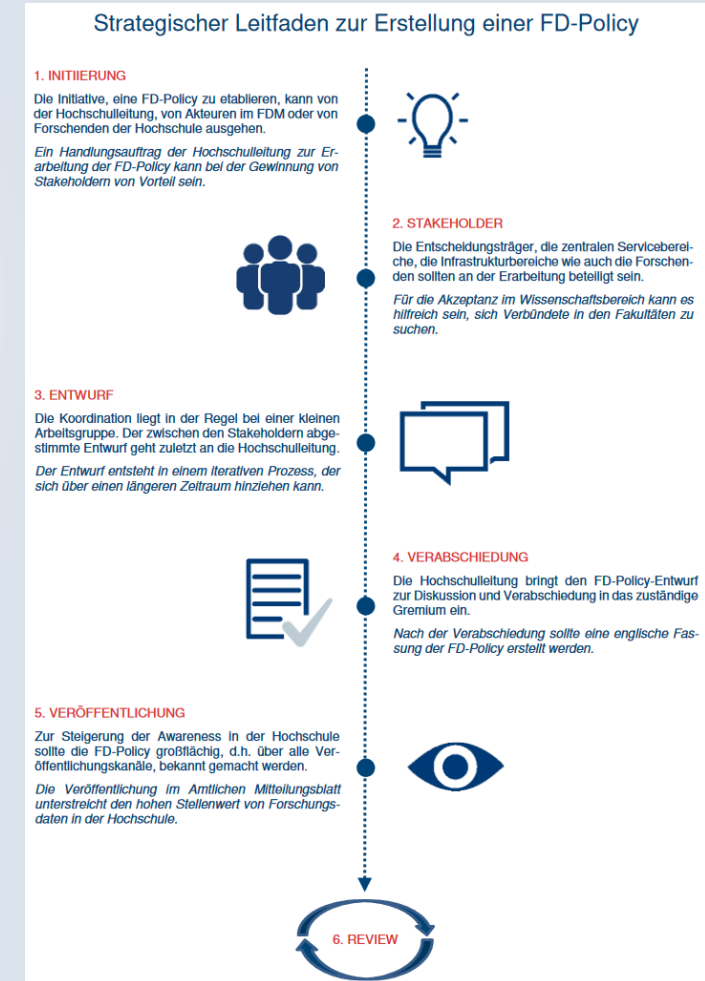 Strategischer Leitfaden zur Erstellung einer FD-Policy
1. INITIIERUNG
Die Initiative, eine FD-Policy zu etablieren, kann von
der Hochschulleitung, von Akteuren im FDM oder von
Forschenden der Hochschule ausgehen.
Ein Handlungsauftrag der Hochschulleitung zur Er-
arbeitung der FD-Policy kann bei der Gewinnung von
Stakeholdern von Vorteil sein.
2. STAKEHOLDER
Die Entscheidungsträger, die zentralen Serviceberei-
che, die Infrastrukturbereiche wie auch die Forschen-
den sollten an der Erarbeitung beteiligt sein.
Für die Akzeptanz im Wissenschaftsbereich kann es
hilfreich sein, sich Verbündete in den Fakultäten zu
suchen.
3. ENTWURF
Die Koordination liegt in der Regel bei einer kleinen
Arbeitsgruppe. Der zwischen den Stakeholdern abge-
stimmte Entwurf geht zuletzt an die Hochschulleitung.
Der Entwurf entsteht in einem iterativen Prozess, der
sich über einen längeren Zeitraum hinziehen kann.
4. VERABSCHIEDUNG
Die Hochschulleitung bringt den FD-Policy-Entwurf
zur Diskussion und Verabschiedung in das zuständige
Gremium ein.
Nach der Verabschiedung sollte eine englische Fas-
sung der FD-Policy erstellt werden.
5. VERÖFFENTLICHUNG
Zur Steigerung der Awareness in der Hochschule
sollte die FD-Policy großflächig, d.h. über alle Ver-
öffentlichungskanäle, bekannt gemacht werden.
Die Veröffentlichung im Amtlichen Mitteilungsblatt
unterstreicht den hohen Stellenwert von Forschungs-
daten in der Hochschule.
6. REVIEW